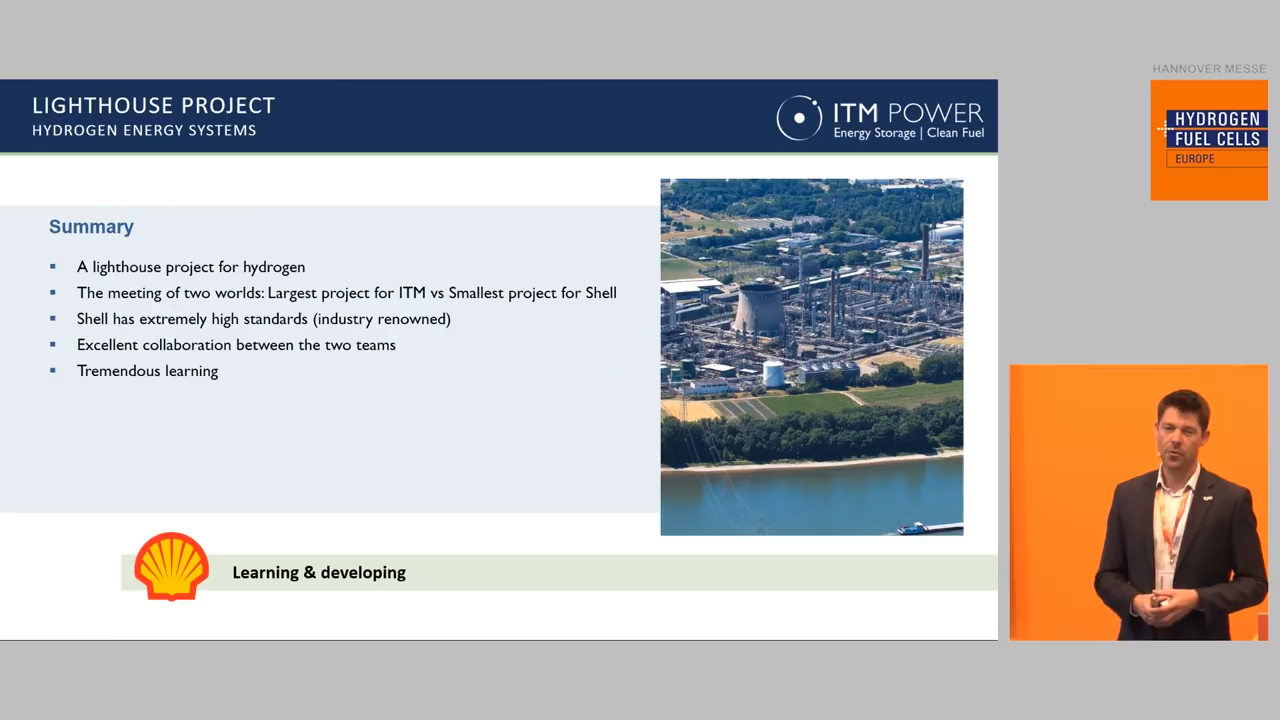 HANNOVER MESSE
LIGHTHOUSE PROJECT
HYDROGEN ENERGY SYSTEMS
ITM POWER
Energy Storage | Clean Fuel
HYDROGEN
FUEL CELLS
EUROPE
Summary
▪ A lighthouse project for hydrogen
▪ The meeting of two worlds: Largest project for ITM vs Smallest project for Shell
▪ Shell has extremely high standards (industry renowned)
▪ Excellent collaboration between the two teams
▪ Tremendous learning
Learning & developing